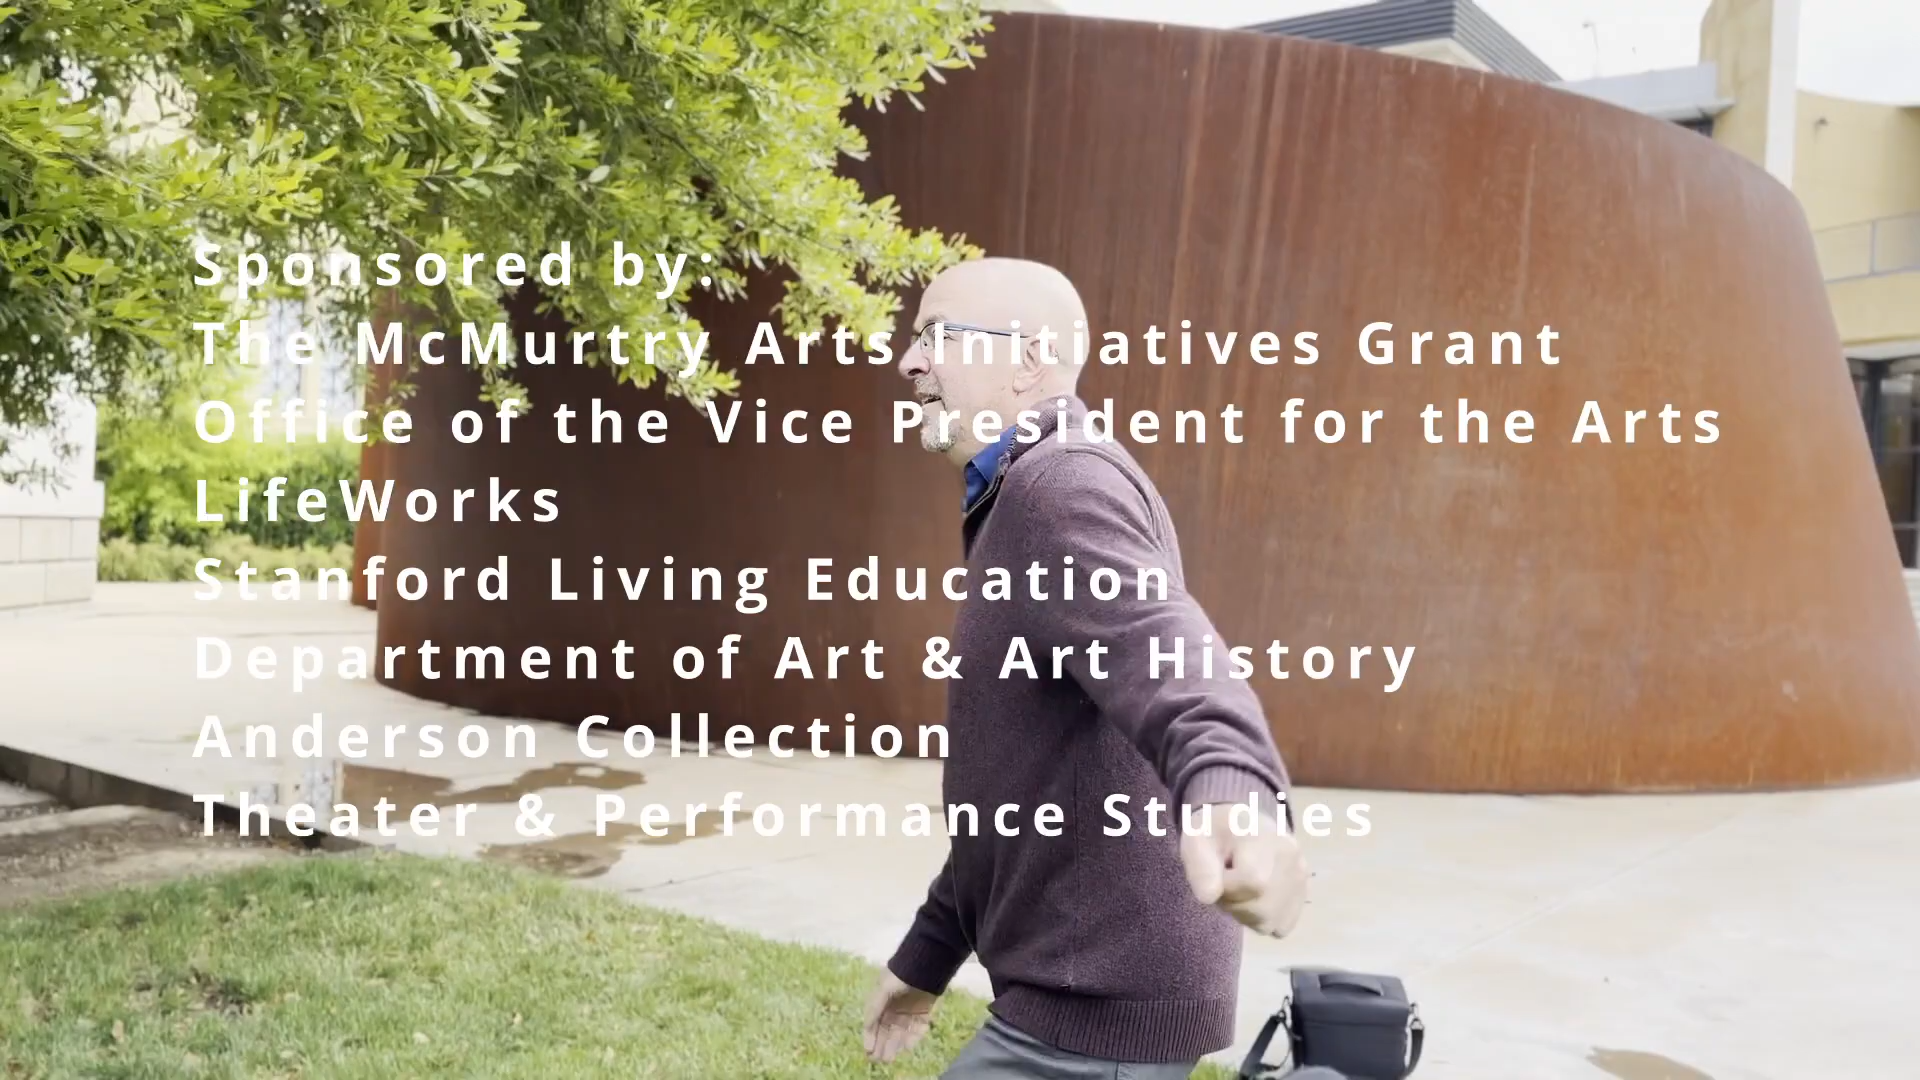 Sponsored by:
The McMurtry Arts Initiatives Grant
Office of the Vice President for the Arts
LifeWorks
Stanford Living Education
Department of Art & Art History
Anderson Collection
Theater & Performance Studies